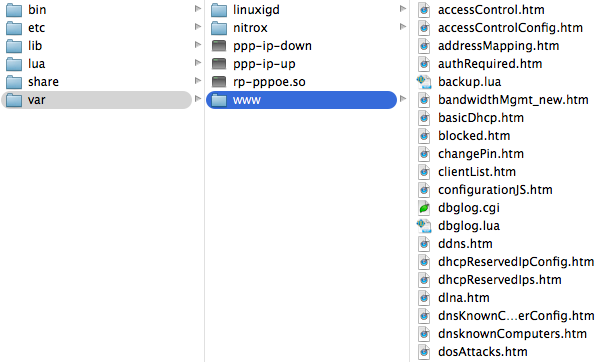 bin
etc
lib
lua
share
var
linuxigd
nitrox
ppp-ip-down
ppp-ip-up
rp-pppoe.so
www
accessControl.htm
accessControlConfig.htm
addressMapping.htm
authRequired.htm
backup.lua
bandwidthMgmt_new.htm
basicDhcp.htm
blocked.htm
changePin.htm
clientList.htm
configurationJS.htm
dbglog.cgi
dbglog.lua
ddns.htm
dhcpReservedIpConfig.htm
dhcpReservedIps.htm
dlna.htm
dnsKnownC...erConfig.htm
dnsknownComputers.htm
dosAttacks.htm